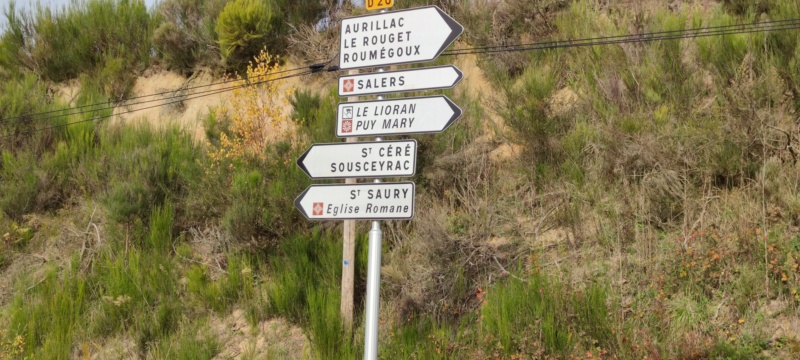 D 20
AURILLAC
LE ROUGET
ROUMÉGOUX
SALERS
LE LIORAN
PUY MARY
ST CÉRÉ
SOUSCEYRAC
ST SAURY
Eglise Romane